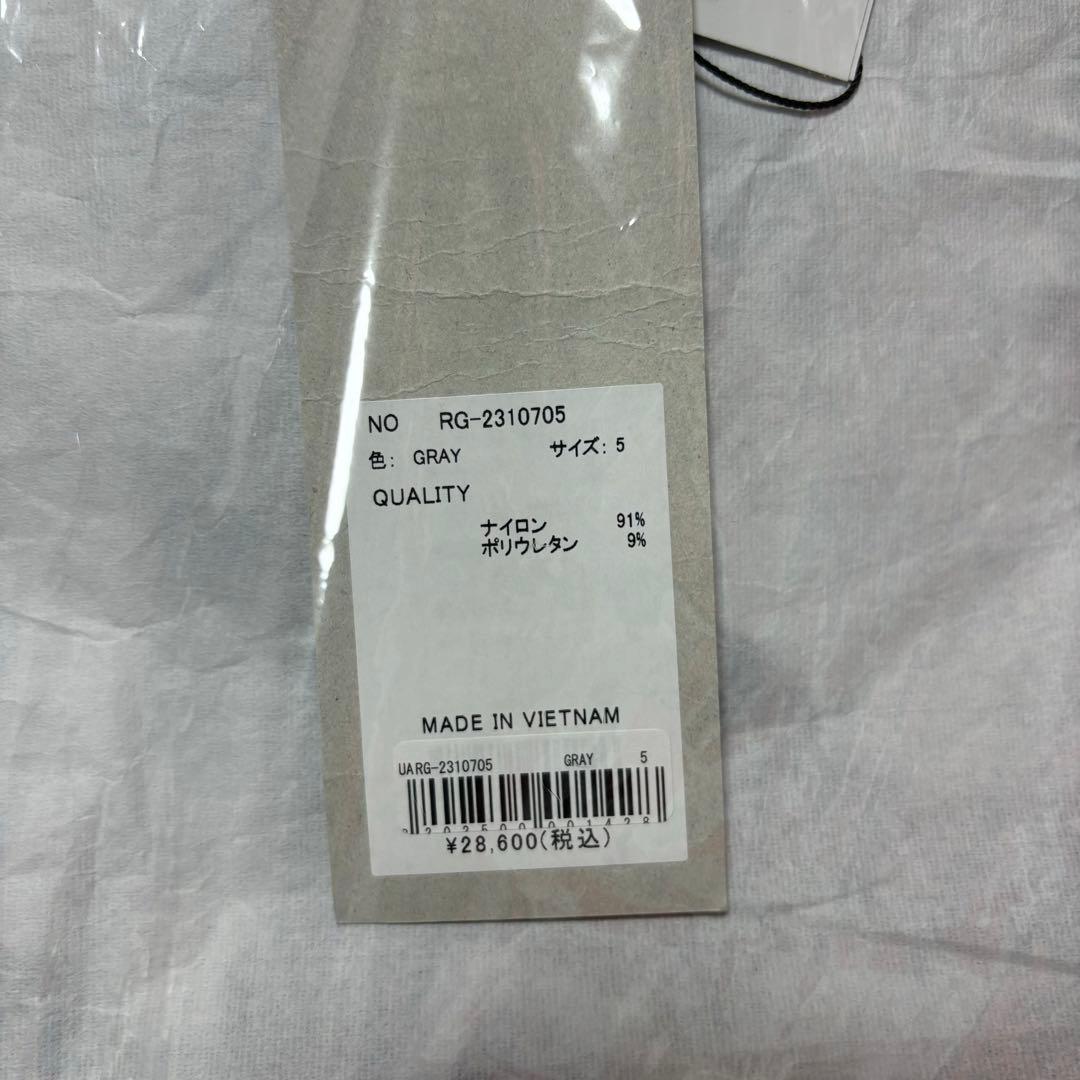 NO RG-2310705
色: GRAY サイズ: 5
QUALITY
ナイロン 91%
ポリウレタン 9%
MADE IN VIETNAM
UARG-2310705 GRAY 5
¥28,600(税込)